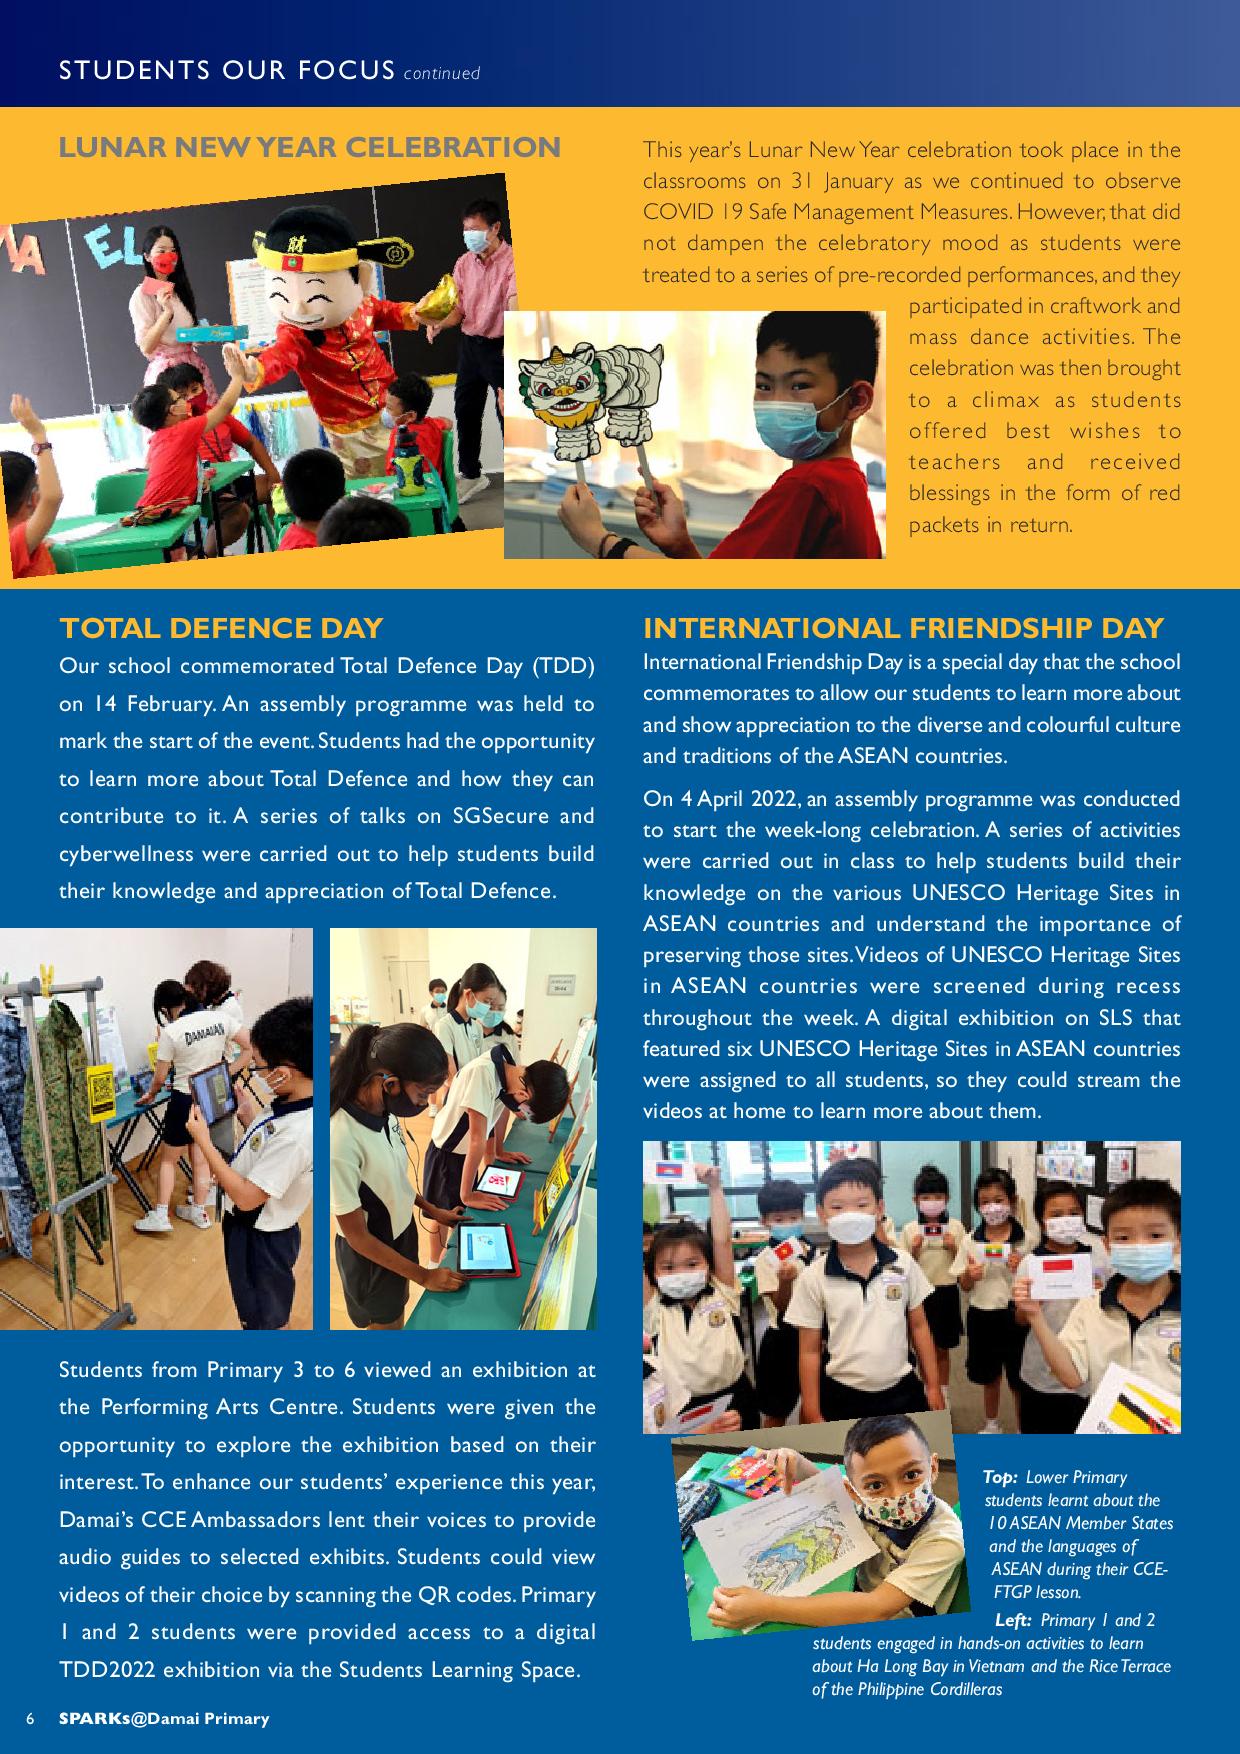 STUDENTS OUR FOCUS continued
LUNAR NEW YEAR CELEBRATION
This year's Lunar New Year celebration took place in the
classrooms on 31 January as we continued to observe
COVID 19 Safe Management Measures. However, that did
not dampen the celebratory mood as students were
treated to a series of pre-recorded performances, and they
participated in craftwork and
mass dance activities. The
celebration was then brought
to a climax as students
offered best wishes to
teachers and received
blessings in the form of red
packets in return.
EL
財
TOTAL DEFENCE DAY
Our school commemorated Total Defence Day (TDD)
on 14 February. An assembly programme was held to
mark the start of the event. Students had the opportunity
to learn more about Total Defence and how they can
contribute to it. A series of talks on SGSecure and
cyberwellness were carried out to help students build
their knowledge and appreciation of Total Defence.
DAMAIAN
Students from Primary 3 to 6 viewed an exhibition at
the Performing Arts Centre. Students were given the
opportunity to explore the exhibition based on their
interest. To enhance our students' experience this year,
Damai's CCE Ambassadors lent their voices to provide
audio guides to selected exhibits. Students could view
videos of their choice by scanning the QR codes. Primary
1 and 2 students were provided access to a digital
TDD2022 exhibition via the Students Learning Space.
INTERNATIONAL FRIENDSHIP DAY
International Friendship Day is a special day that the school
commemorates to allow our students to learn more about
and show appreciation to the diverse and colourful culture
and traditions of the ASEAN countries.
On 4 April 2022, an assembly programme was conducted
to start the week-long celebration. A series of activities
were carried out in class to help students build their
knowledge on the various UNESCO Heritage Sites in
ASEAN countries and understand the importance of
preserving those sites. Videos of UNESCO Heritage Sites
in ASEAN countries were screened during recess
throughout the week. A digital exhibition on SLS that
featured six UNESCO Heritage Sites in ASEAN countries
were assigned to all students, so they could stream the
videos at home to learn more about them.
Top: Lower Primary
students learnt about the
10 ASEAN Member States
and the languages of
ASEAN during their CCE-
FTGP lesson.
Left: Primary 1 and 2
students engaged in hands-on activities to learn
about Ha Long Bay in Vietnam and the Rice Terrace
of the Philippine Cordilleras
6 SPARKs@Damai Primary